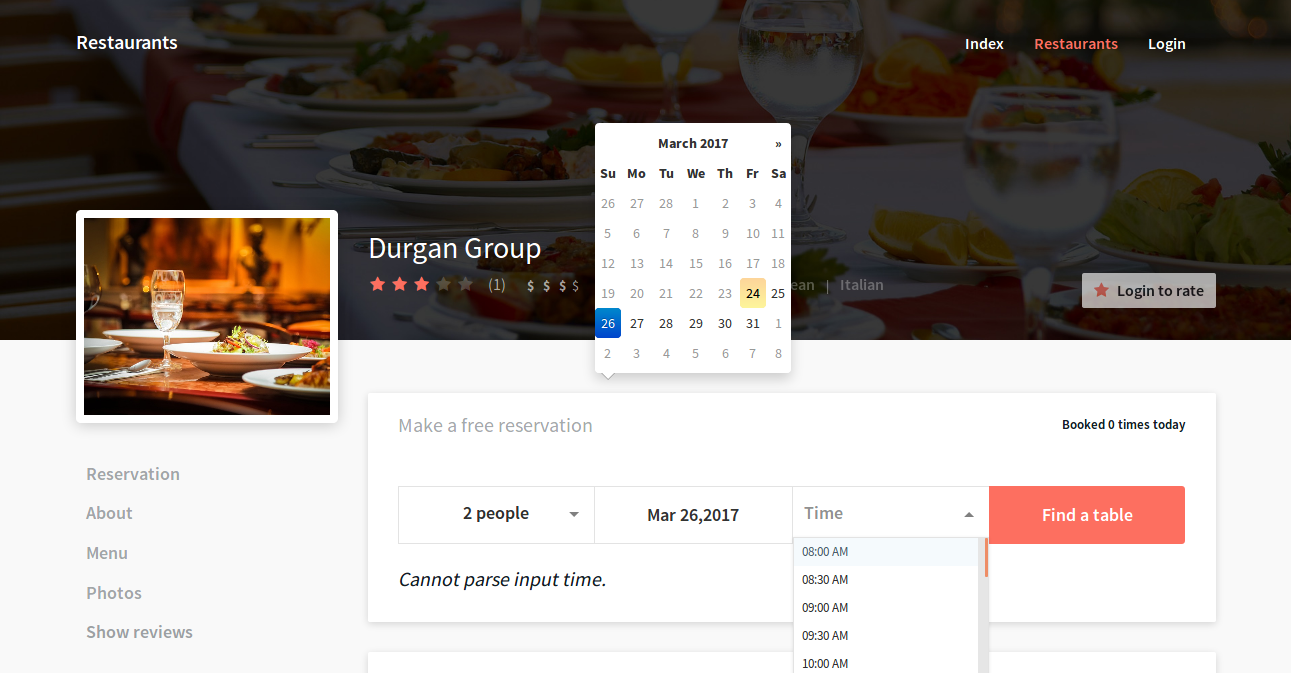 Restaurants
Index Restaurants Login
March 2017 »
Su Mo Tu We Th Fr Sa
26 27 28 1 2 3 4
5 6 7 8 9 10 11
12 13 14 15 16 17 18
19 20 21 22 23 24 25
26 27 28 29 30 31 1
2 3 4 5 6 7 8
Durgan Group
(1) $ $ $ $
ean | Italian
Login to rate
Make a free reservation
Booked 0 times today
2 people
Mar 26,2017
Time
Find a table
08:00 AM
08:30 AM
09:00 AM
09:30 AM
10:00 AM
Cannot parse input time.
Reservation
About
Menu
Photos
Show reviews